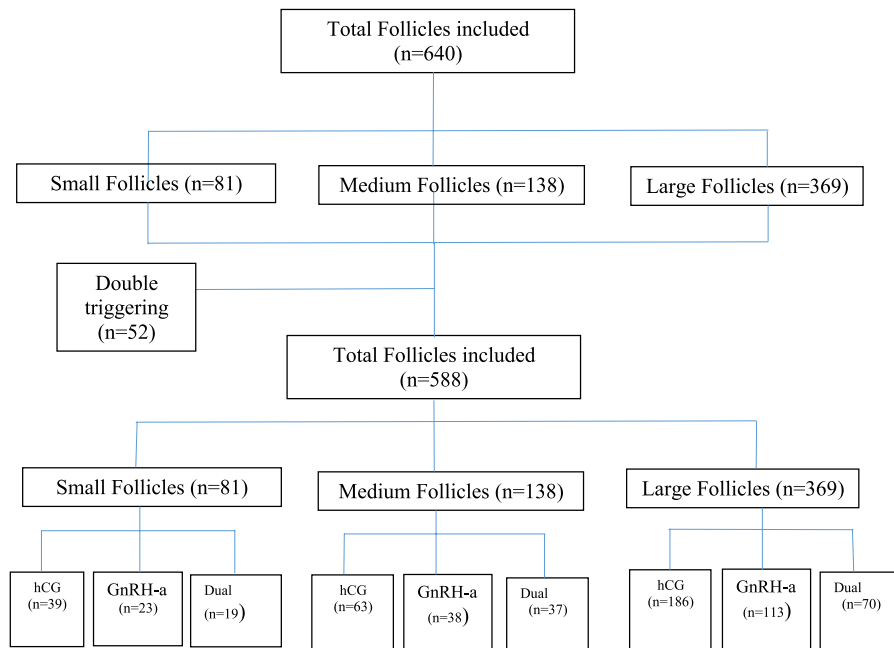 Total Follicles included
(n=640)
Small Follicles (n=81)
Medium Follicles (n=138)
Large Follicles (n=369)
Double
triggering
(n=52)
Total Follicles included
(n=588)
Small Follicles (n=81)
Medium Follicles (n=138)
Large Follicles (n=369)
hCG
(n=39)
GnRH-a
(n=23)
Dual
(n=19)
hCG
(n=63)
GnRH-a
(n=38)
Dual
(n=37)
hCG
(n=186)
GnRH-a
(n=113)
Dual
(n=70)